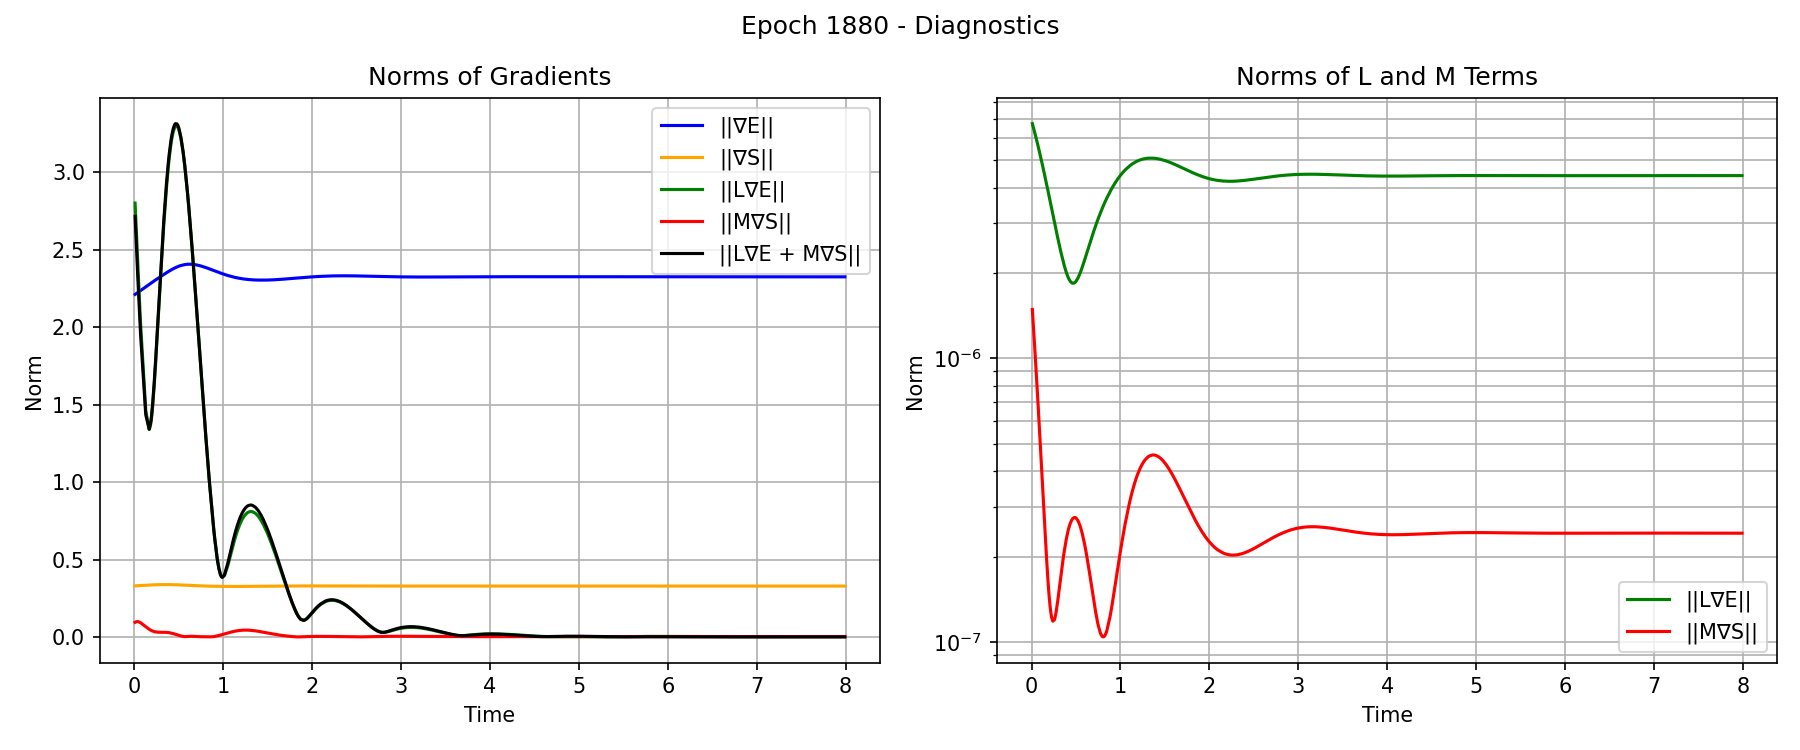 Epoch 1880 - Diagnostics
Norms of Gradients
Norm
3.0
2.5
2.0
1.5
1.0
0.5
0.0
||∇E||
||∇S||
||L∇E||
||M∇S||
||L∇E + M∇S||
0 1 2 3 4 5 6 7 8
Time
Norms of L and M Terms
Norm
10⁻⁶
10⁻⁷
||L∇E||
||M∇S||
0 1 2 3 4 5 6 7 8
Time